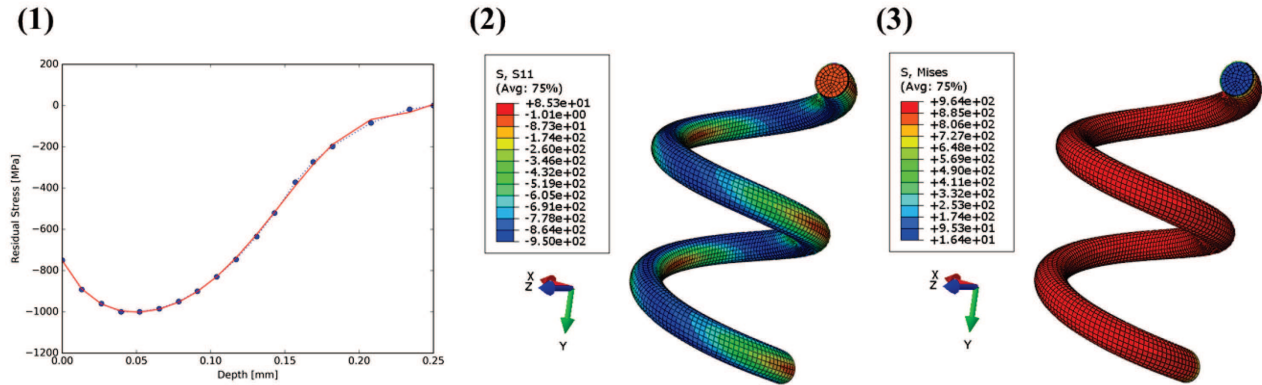 (1)
200
0
−200
−400
−600
−800
−1000
−1200
Residual Stress [MPa]
0.00
0.05
0.10
0.15
0.20
0.25
Depth [mm]
(2)
S, S11
(Avg: 75%)
+8.53e+01
-1.01e+00
-8.73e+01
-1.74e+02
-2.60e+02
-3.46e+02
-4.32e+02
-5.19e+02
-6.05e+02
-6.91e+02
-7.78e+02
-8.64e+02
-9.50e+02
X
Z
Y
(3)
S, Mises
(Avg: 75%)
+9.64e+02
+8.85e+02
+8.06e+02
+7.27e+02
+6.48e+02
+5.69e+02
+4.90e+02
+4.11e+02
+3.32e+02
+2.53e+02
+1.74e+02
+9.53e+01
+1.64e+01
X
Z
Y